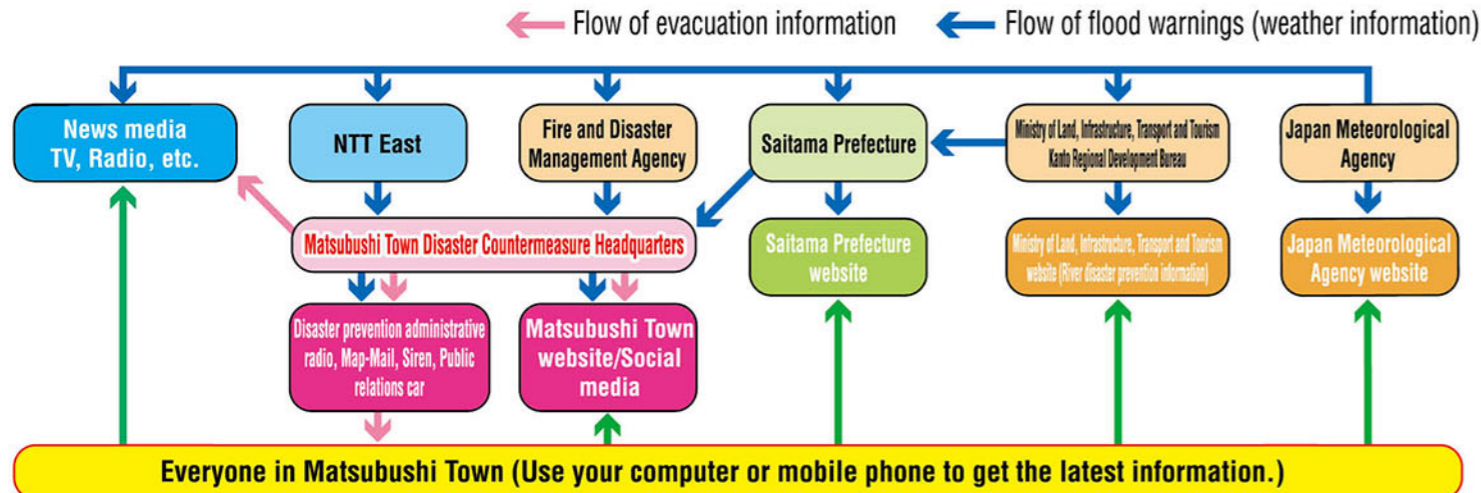 Flow of evacuation information
Flow of flood warnings (weather information)
News media
TV, Radio, etc.
NTT East
Fire and Disaster
Management Agency
Saitama Prefecture
Ministry of Land, Infrastructure, Transport and Tourism
Kanto Regional Development Bureau
Japan Meteorological
Agency
Matsubushi Town Disaster Countermeasure Headquarters
Saitama Prefecture
website
Ministry of Land, Infrastructure, Transport and Tourism
website (River disaster prevention information)
Japan Meteorological
Agency website
Disaster prevention administrative
radio, Map-Mail, Siren, Public
relations car
Matsubushi Town
website/Social
media
Everyone in Matsubushi Town (Use your computer or mobile phone to get the latest information.)